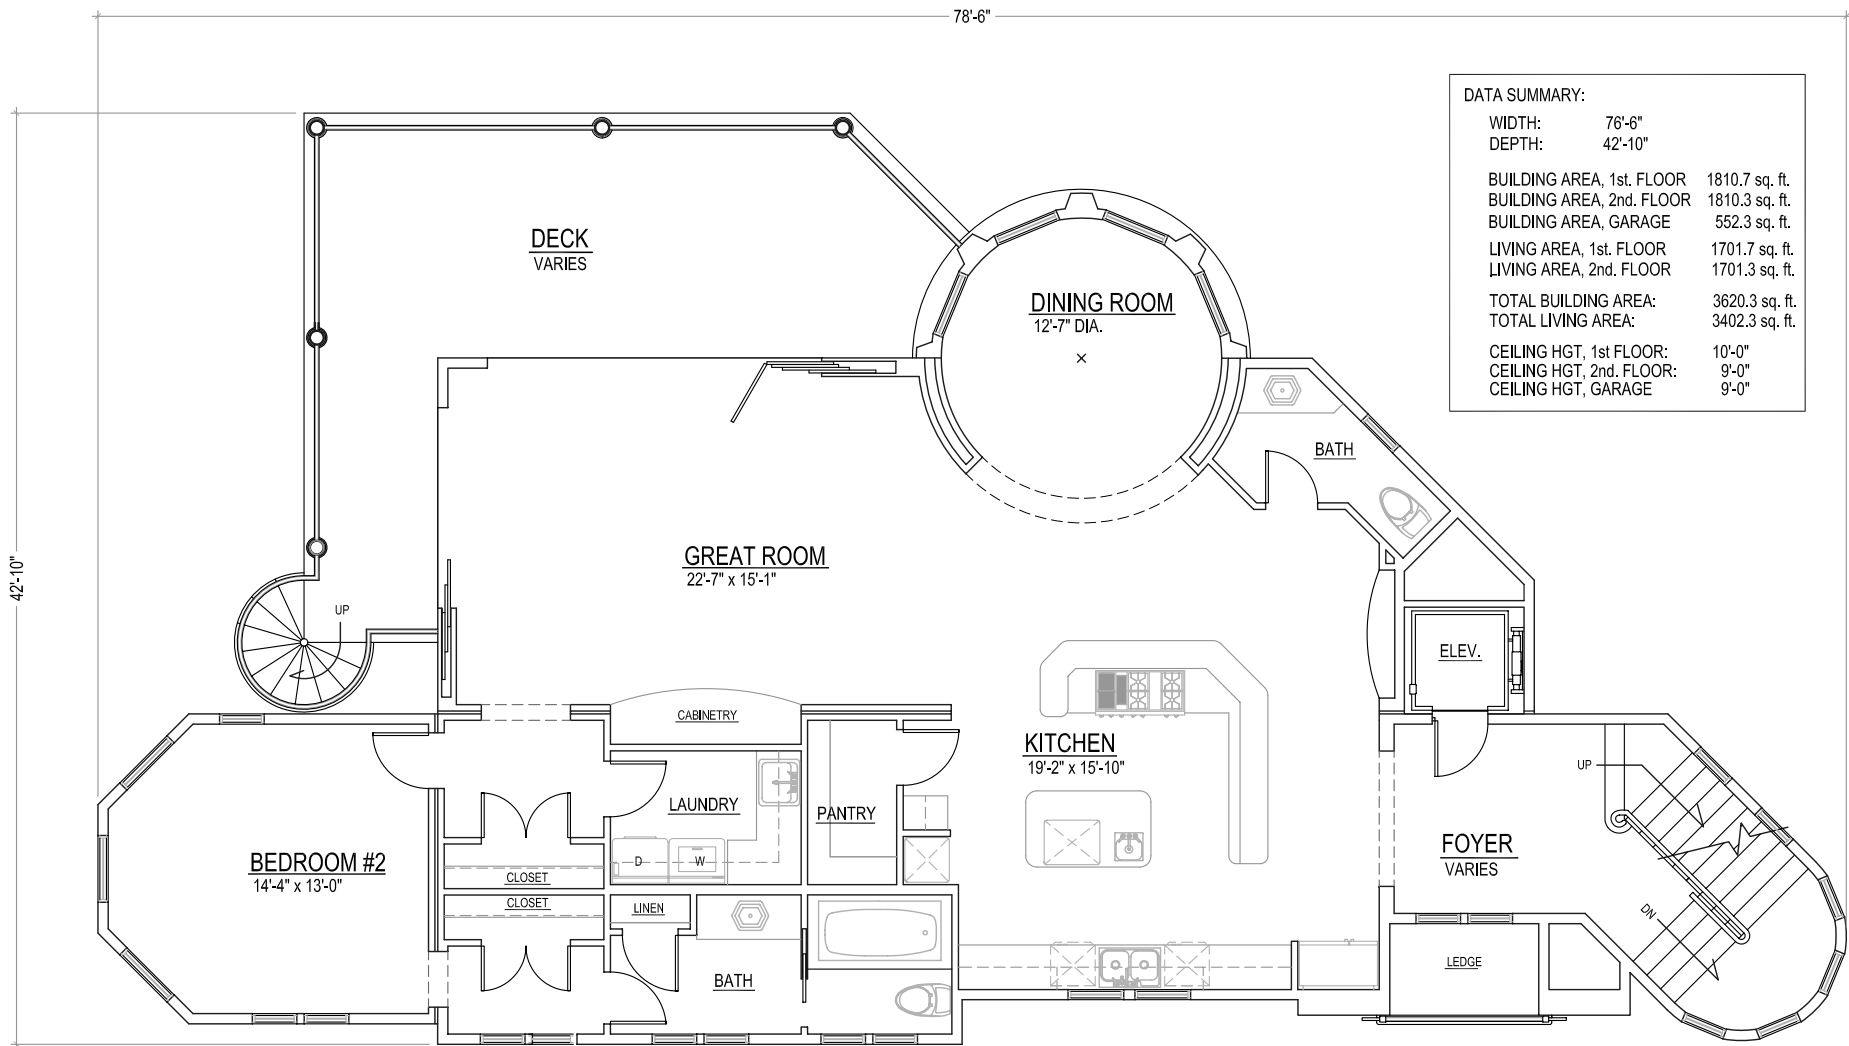 78'-6"
42'-10"
DATA SUMMARY:
WIDTH: 76'-6"
DEPTH: 42'-10"
BUILDING AREA, 1st. FLOOR 1810.7 sq. ft.
BUILDING AREA, 2nd. FLOOR 1810.3 sq. ft.
BUILDING AREA, GARAGE 552.3 sq. ft.
LIVING AREA, 1st. FLOOR 1701.7 sq. ft.
LIVING AREA, 2nd. FLOOR 1701.3 sq. ft.
TOTAL BUILDING AREA: 3620.3 sq. ft.
TOTAL LIVING AREA: 3402.3 sq. ft.
CEILING HGT, 1st FLOOR: 10'-0"
CEILING HGT, 2nd. FLOOR: 9'-0"
CEILING HGT, GARAGE 9'-0"
DECK
VARIES
DINING ROOM
12'-7" DIA.
BATH
GREAT ROOM
22'-7" x 15'-1"
UP
ELEV.
CABINETRY
KITCHEN
19'-2" x 15'-10"
UP
LAUNDRY
PANTRY
D
W
BEDROOM #2
14'-4" x 13'-0"
FOYER
VARIES
CLOSET
CLOSET
LINEN
DN
LEDGE
BATH